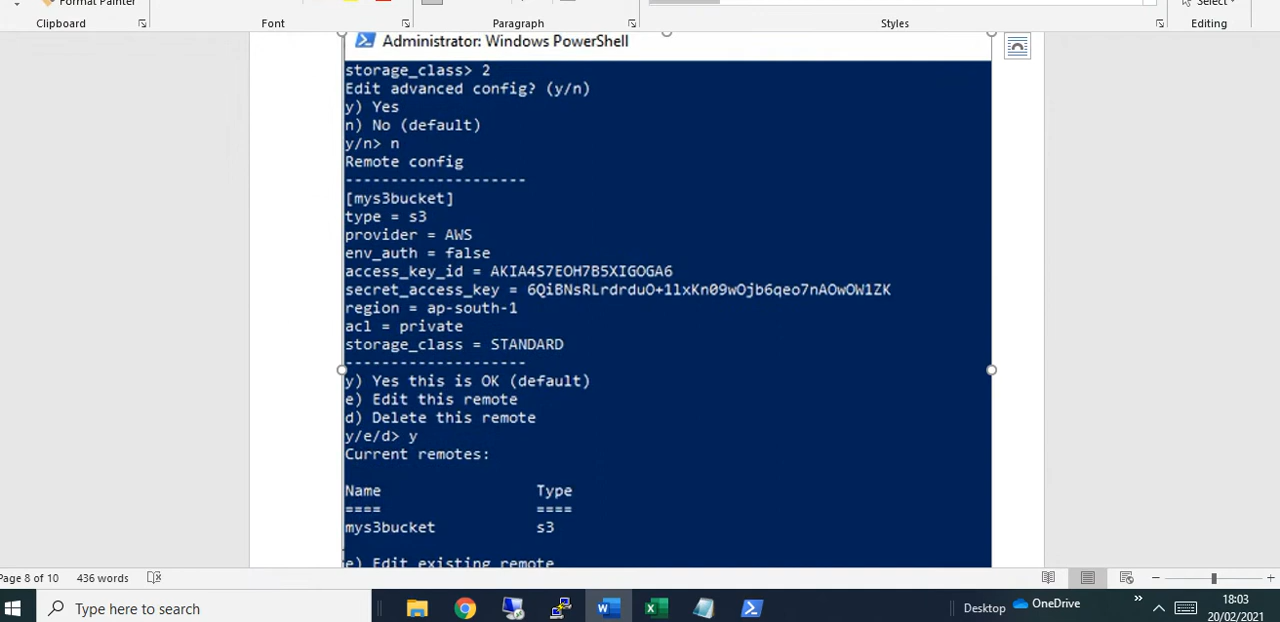 Format Painter
Select
Clipboard
Font
Paragraph
Styles
Editing
Administrator: Windows PowerShell
storage_class> 2
Edit advanced config? (y/n)
y) Yes
n) No (default)
y/n> n
Remote config
--------------------
[mys3bucket]
type = s3
provider = AWS
env_auth = false
access_key_id = AKIA4S7EOH7B5XIGOGA6
secret_access_key = 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
region = ap-south-1
acl = private
storage_class = STANDARD
--------------------
y) Yes this is OK (default)
e) Edit this remote
d) Delete this remote
y/e/d> y
Current remotes:
Name Type
==== ====
mys3bucket s3
e) Edit existing remote
Page 8 of 10 436 words
Type here to search
Desktop
OneDrive
18:03
20/02/2021